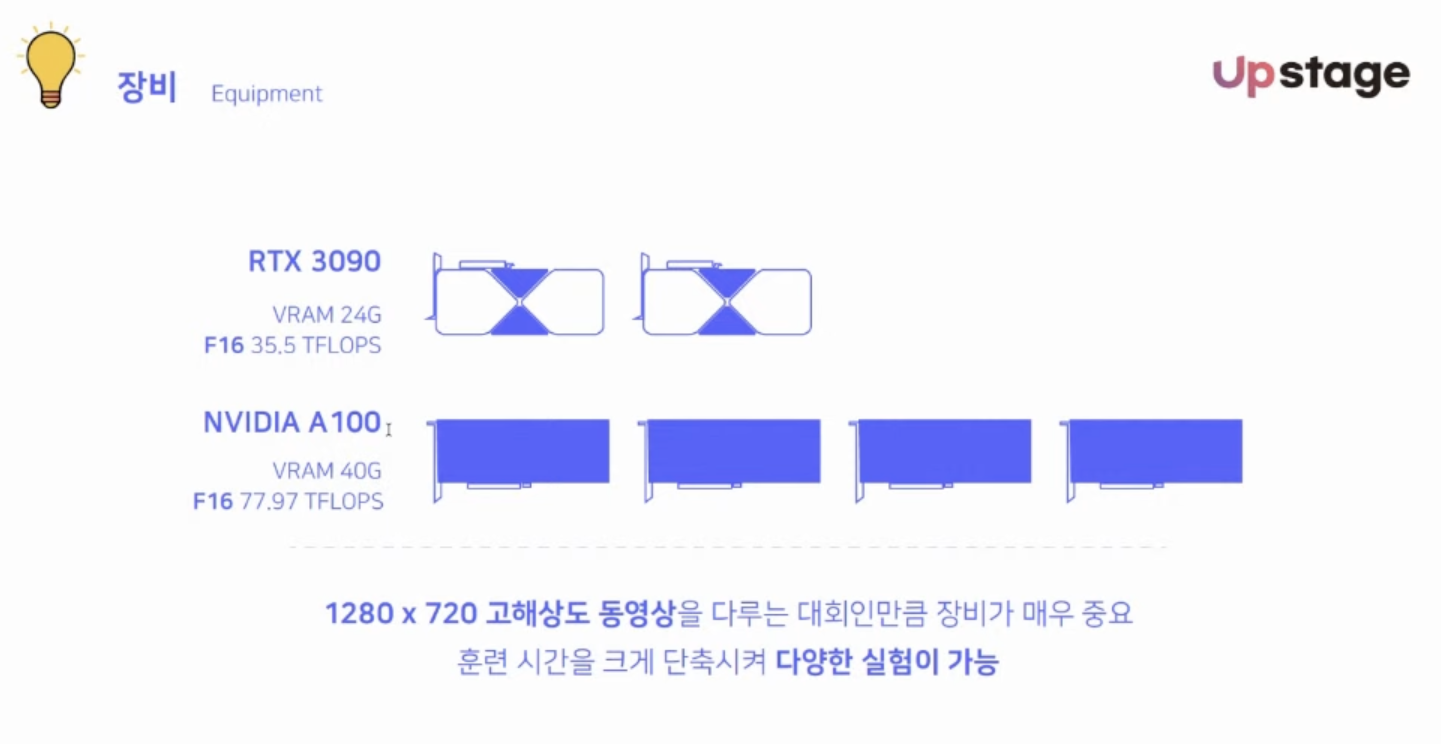 장비 Equipment
Upstage
RTX 3090
VRAM 24G
F16 35.5 TFLOPS
NVIDIA A100
VRAM 40G
F16 77.97 TFLOPS
1280 x 720 고해상도 동영상을 다루는 대회인만큼 장비가 매우 중요
훈련 시간을 크게 단축시켜 다양한 실험이 가능